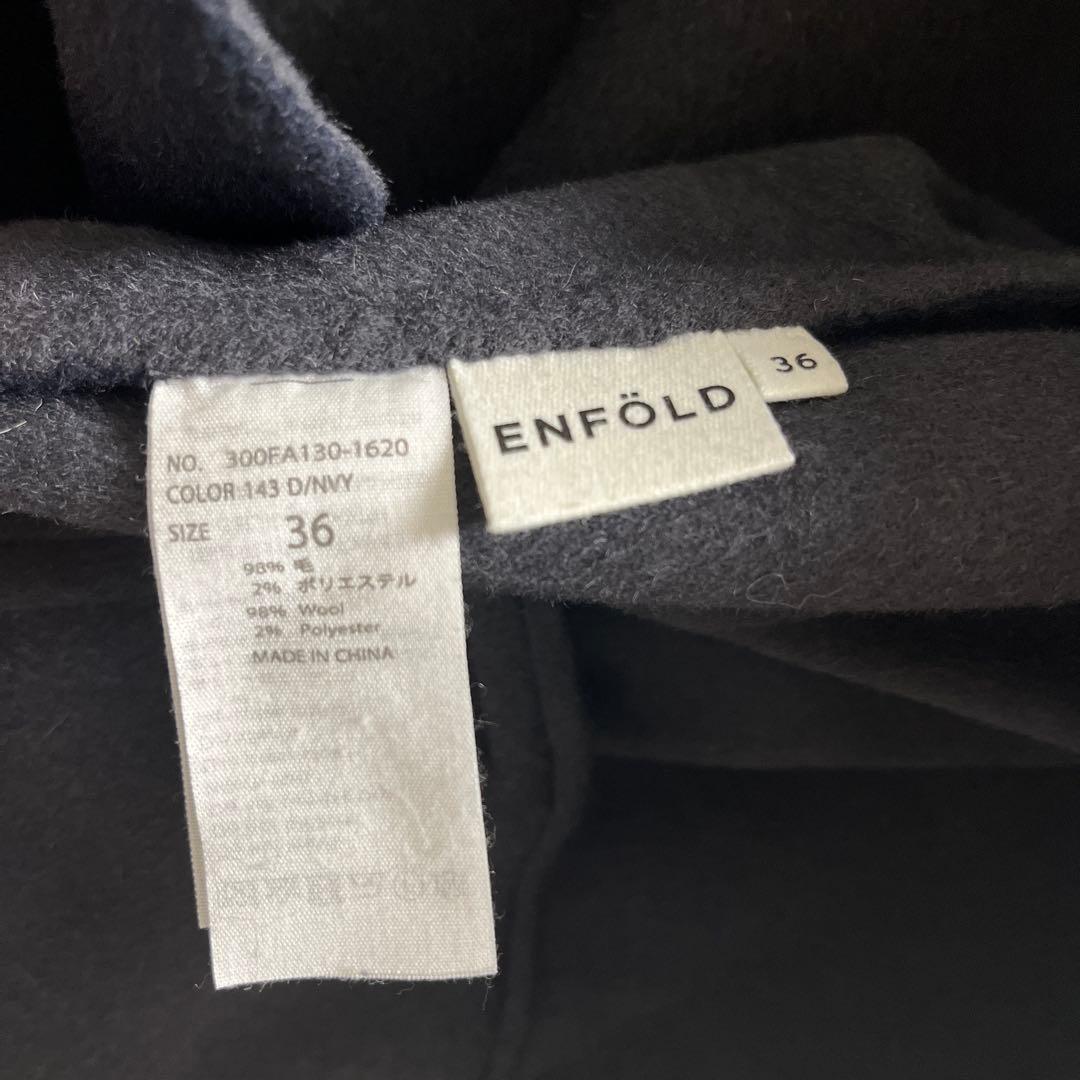 NO. 300FA130-1620
COLOR 143 D/NVY
SIZE 36
98% 毛
2% ポリエステル
98% Wool
2% Polyester
MADE IN CHINA
ENFÖLD
36